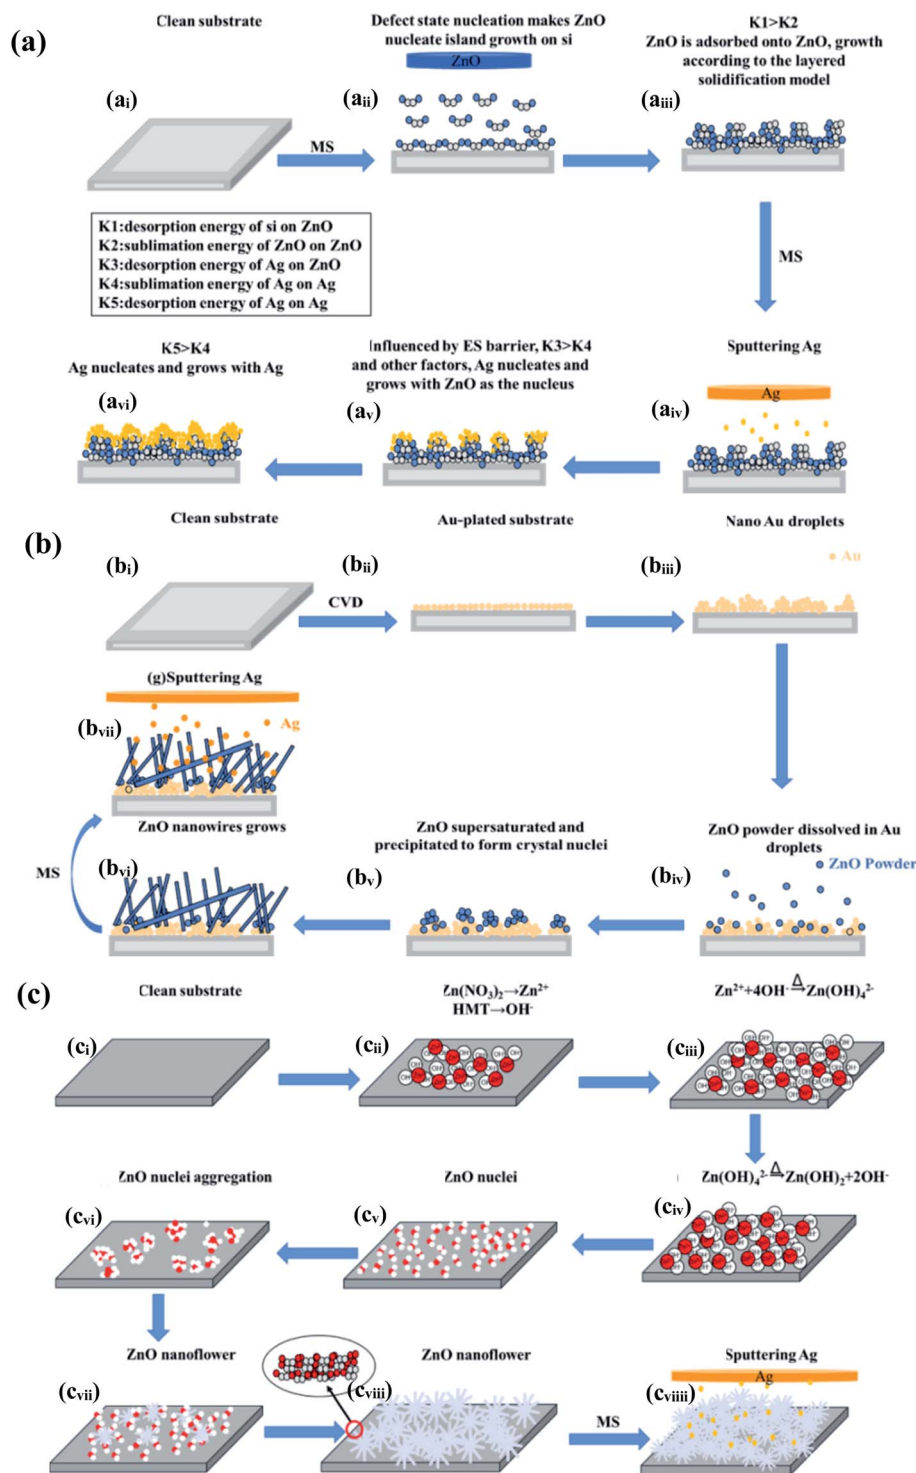 (a)
Clean substrate
Defect state nucleation makes ZnO
nucleate island growth on si
K1>K2
ZnO is adsorbed onto ZnO, growth
according to the layered
solidification model
ZnO
(ai)
(aii)
(aiii)
MS
K1:desorption energy of si on ZnO
K2:sublimation energy of ZnO on ZnO
K3:desorption energy of Ag on ZnO
K4:sublimation energy of Ag on Ag
K5:desorption energy of Ag on Ag
MS
K5>K4
Ag nucleates and grows with Ag
Influenced by ES barrier, K3>K4
and other factors, Ag nucleates and
grows with ZnO as the nucleus
Sputtering Ag
Ag
(avi)
(av)
(aiv)
(b)
Clean substrate
Au-plated substrate
Nano Au droplets
(bi)
(bii)
(biii)
Au
CVD
(g)Sputtering Ag
(bvii)
Ag
ZnO nanowires grows
ZnO supersaturated and
precipitated to form crystal nuclei
ZnO powder dissolved in Au
droplets
ZnO Powder
MS
(bvi)
(bv)
(biv)
(c)
Clean substrate
Zn(NO3)2→Zn2+
HMT→OH-
Zn2++4OH-Δ→Zn(OH)42-
(ci)
(cii)
(ciii)
ZnO nuclei aggregation
ZnO nuclei
Zn(OH)42-Δ→Zn(OH)2+2OH-
(cvi)
(cv)
(civ)
ZnO nanoflower
ZnO nanoflower
Sputtering Ag
Ag
(cvii)
(cviii)
(cviiii)
MS